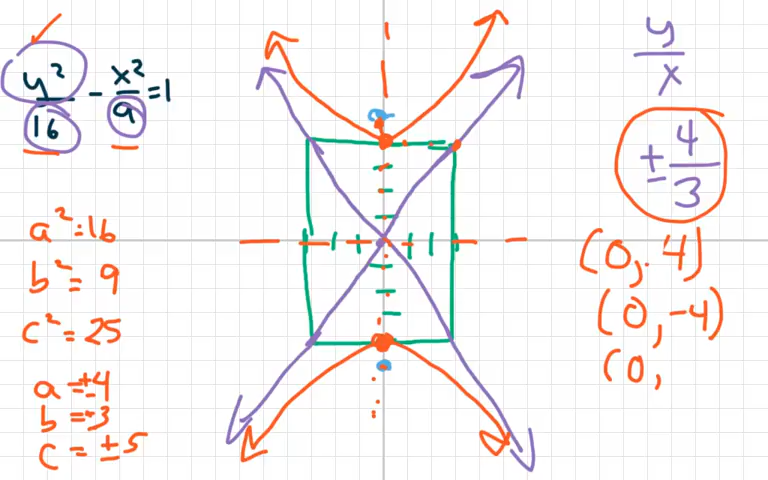 y²/16 - x²/9 = 1
a² = 16
b² = 9
c² = 25
a = ±4
b = ±3
c = ±5
y/x
± 4/3
(0, 4)
(0, -4)
(0,